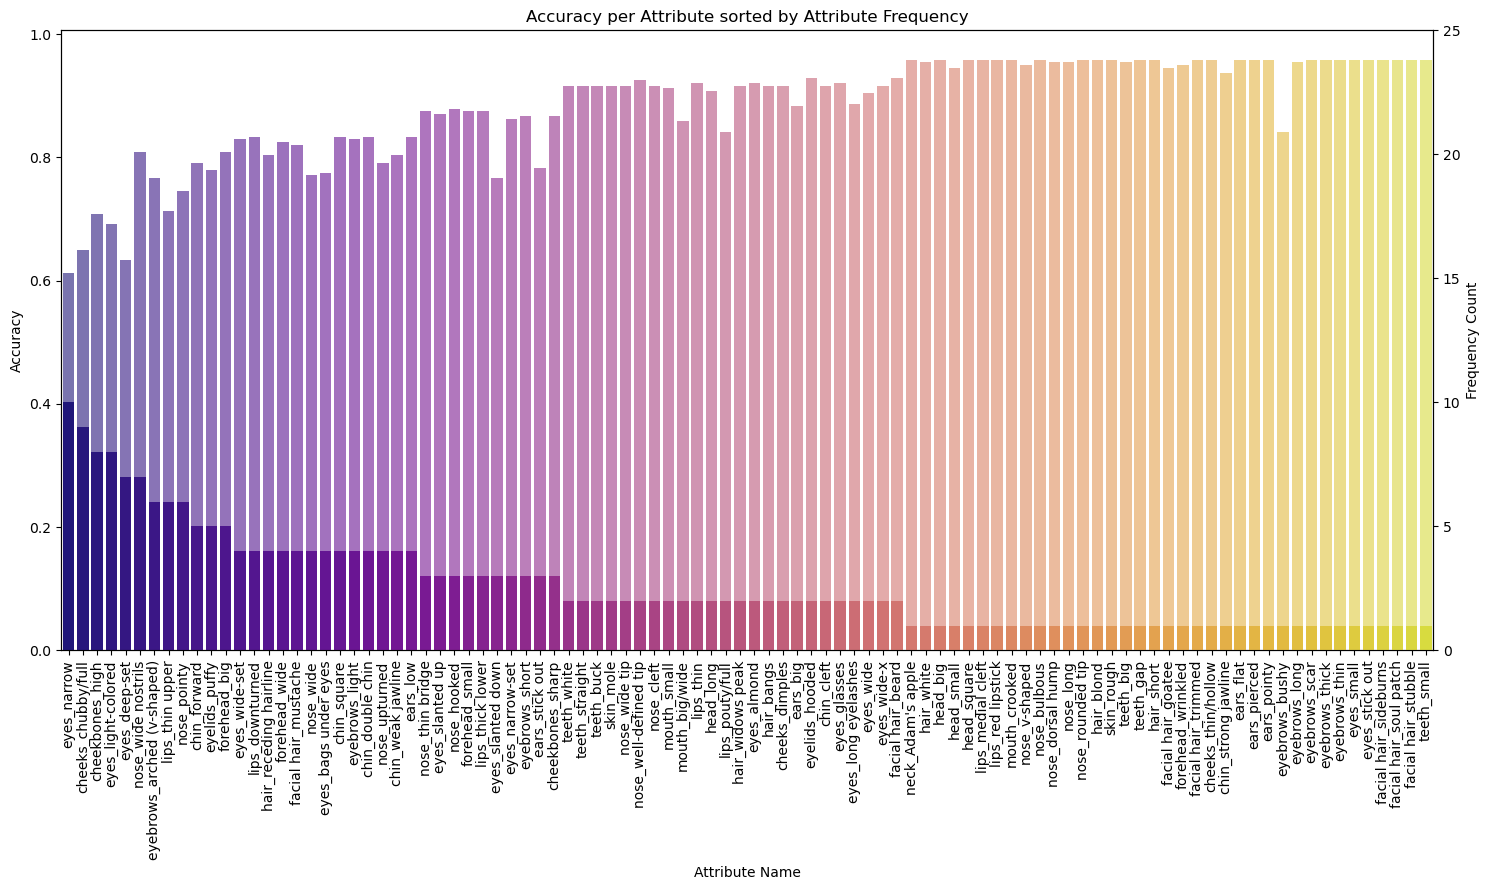 Accuracy per Attribute sorted by Attribute Frequency
1.0
0.8
0.6
0.4
0.2
0.0
Accuracy
25
20
15
10
5
0
Frequency Count
eyes_narrow
cheeks_chubby/full
cheekbones_high
eyes_light-colored
eyes_deep-set
nose_wide nostrils
eyebrows_arched (v-shaped)
lips_thin upper
nose_pointy
chin_forward
eyelids_puffy
forehead_big
eyes_wide-set
lips_downturned
hair_receding hairline
forehead_wide
facial hair_mustache
nose_wide
eyes_bags under eyes
chin_square
eyebrows_light
chin_double chin
nose_upturned
chin_weak jawline
ears_low
nose_thin bridge
eyes_slanted up
nose_hooked
forehead_small
lips_thick lower
eyes_slanted down
eyes_narrow-set
eyebrows_short
ears_stick out
cheekbones_sharp
teeth_white
teeth_straight
teeth_buck
skin_mole
nose_wide tip
nose_well-defined tip
nose_cleft
mouth_small
mouth_big/wide
lips_thin
head_long
lips_pouty/full
hair_widows peak
eyes_almond
hair_bangs
cheeks_dimples
ears_big
eyelids_hooded
chin_cleft
eyes_glasses
eyes_long eyelashes
eyes_wide
eyes_wide-x
facial hair_beard
neck_Adam's apple
hair_white
head_big
head_small
head_square
lips_medial cleft
lips_red lipstick
mouth_crooked
nose_v-shaped
nose_bulbous
nose_dorsal hump
nose_long
nose_rounded tip
hair_blond
skin_rough
teeth_big
teeth_gap
hair_short
facial hair_goatee
forehead_wrinkled
facial hair_trimmed
cheeks_thin/hollow
chin_strong jawline
ears_flat
ears_pierced
ears_pointy
eyebrows_bushy
eyebrows_long
eyebrows_scar
eyebrows_thick
eyebrows_thin
eyes_small
eyes_stick out
facial hair_sideburns
facial hair_soul patch
facial hair_stubble
teeth_small
Attribute Name